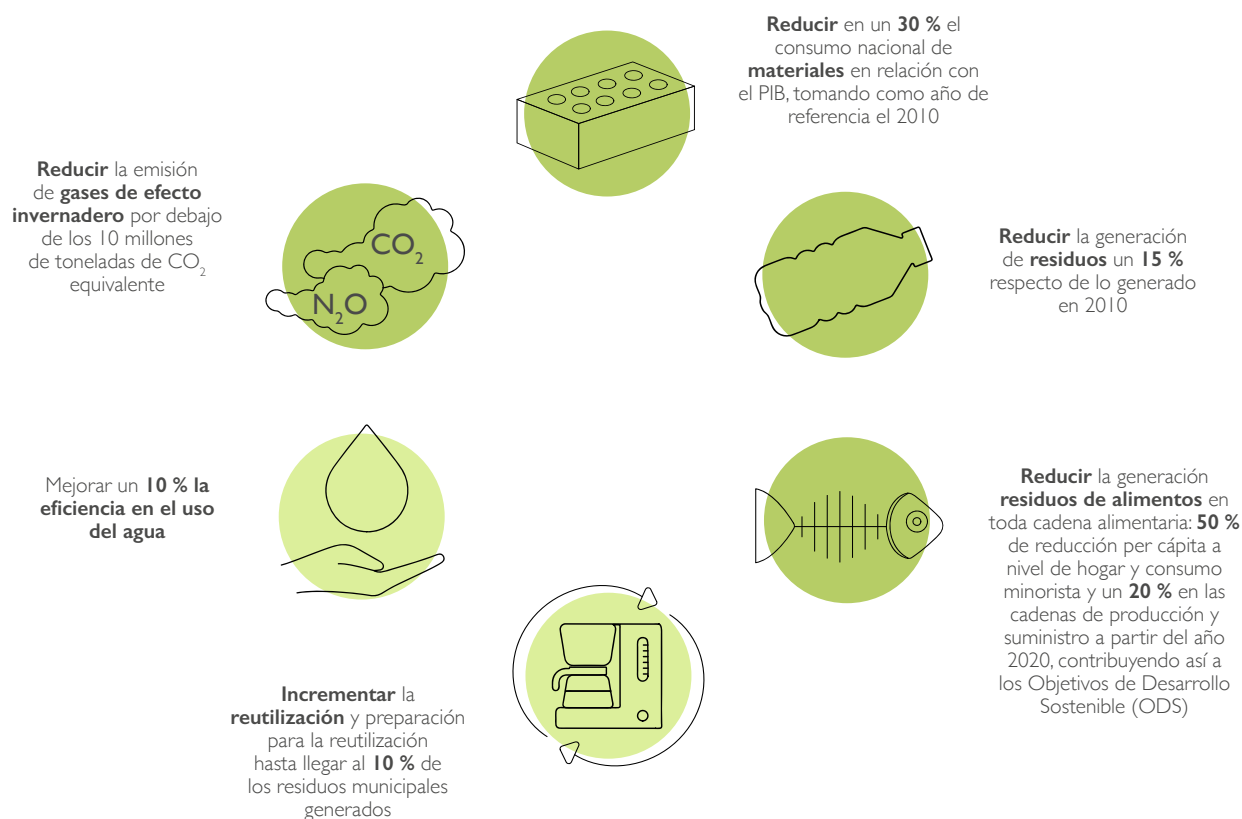 Reducir en un 30 % el
consumo nacional de
materiales en relación con
el PIB, tomando como año de
referencia el 2010
Reducir la emisión
de gases de efecto
invernadero por debajo
de los 10 millones
de toneladas de CO₂
equivalente
CO₂
N₂O
Reducir la generación
de residuos un 15 %
respecto de lo generado
en 2010
Mejorar un 10 % la
eficiencia en el uso
del agua
Reducir la generación
residuos de alimentos en
toda cadena alimentaria: 50 %
de reducción per cápita a
nivel de hogar y consumo
minorista y un 20 % en las
cadenas de producción y
suministro a partir del año
2020, contribuyendo así a
los Objetivos de Desarrollo
Sostenible (ODS)
Incrementar la
reutilización y preparación
para la reutilización
hasta llegar al 10 % de
los residuos municipales
generados